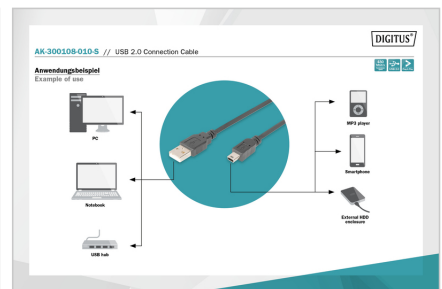 DIGITUS®
AK-300108-010-S // USB 2.0 Connection Cable
Anwendungsbeispiel
Example of use
PC
MP3 player
Smartphone
Notebook
External HDD
enclosure
USB hub